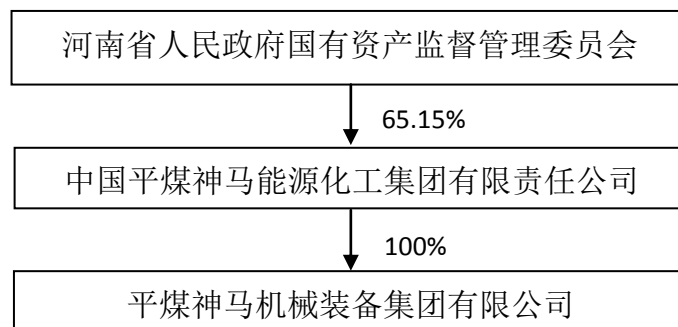 河南省人民政府国有资产监督管理委员会
65.15%
中国平煤神马能源化工集团有限责任公司
100%
平煤神马机械装备集团有限公司